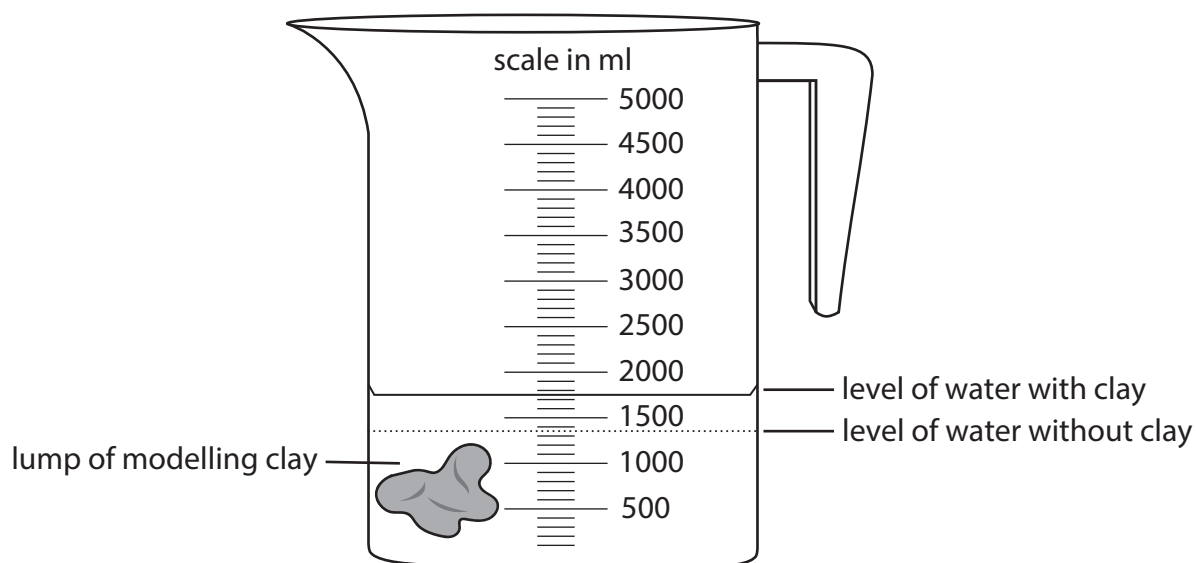 scale in ml
5000
4500
4000
3500
3000
2500
2000
level of water with clay
1500
level of water without clay
lump of modelling clay
1000
500